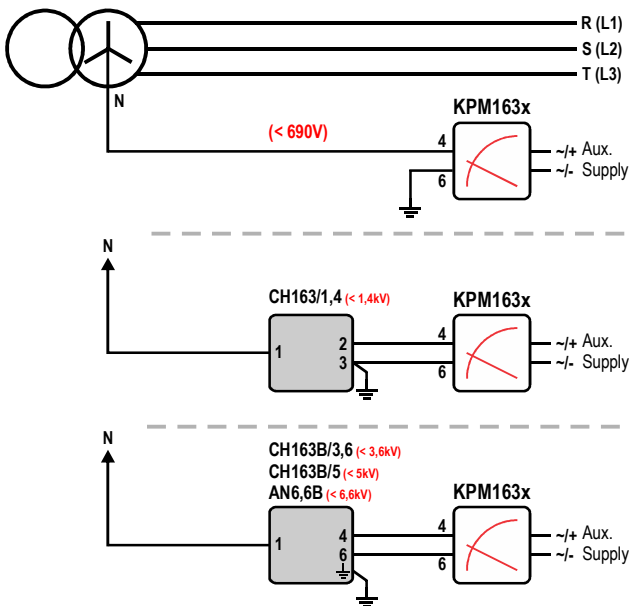 R (L1)
S (L2)
T (L3)
N
KPM163x
(< 690V)
4
~/+ Aux.
6
~/- Supply
N
CH163/1,4 (< 1,4kV)
KPM163x
1
2
3
4
~/+ Aux.
6
~/- Supply
N
CH163B/3,6 (< 3,6kV)
CH163B/5 (< 5kV)
AN6,6B (< 6,6kV)
KPM163x
1
4
6
4
~/+ Aux.
6
~/- Supply